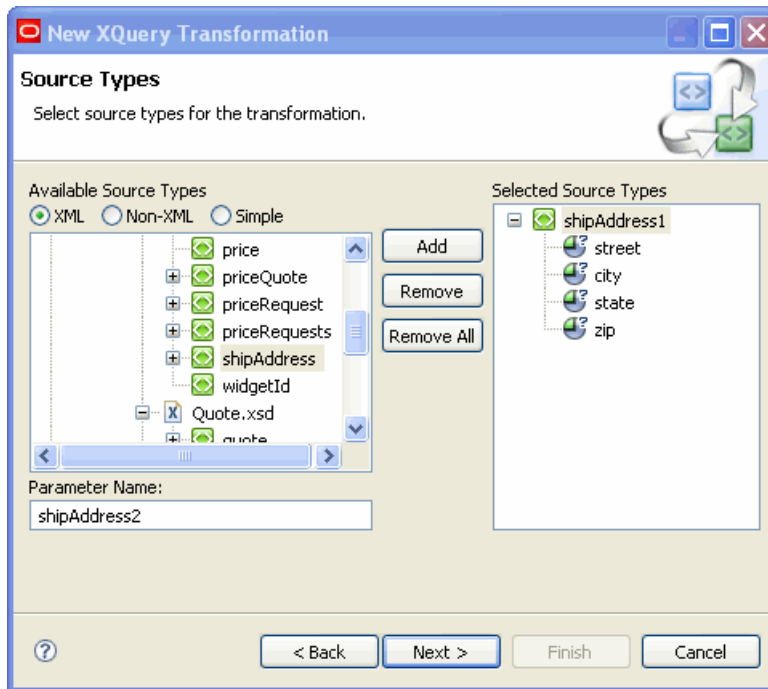 New XQuery Transformation
Source Types
Select source types for the transformation.
Available Source Types
XML Non-XML Simple
price
priceQuote
priceRequest
priceRequests
shipAddress
widgetId
Quote.xsd
quote
Parameter Name:
shipAddress2
Add
Remove
Remove All
Selected Source Types
shipAddress1
street
city
state
zip
< Back Next > Finish Cancel